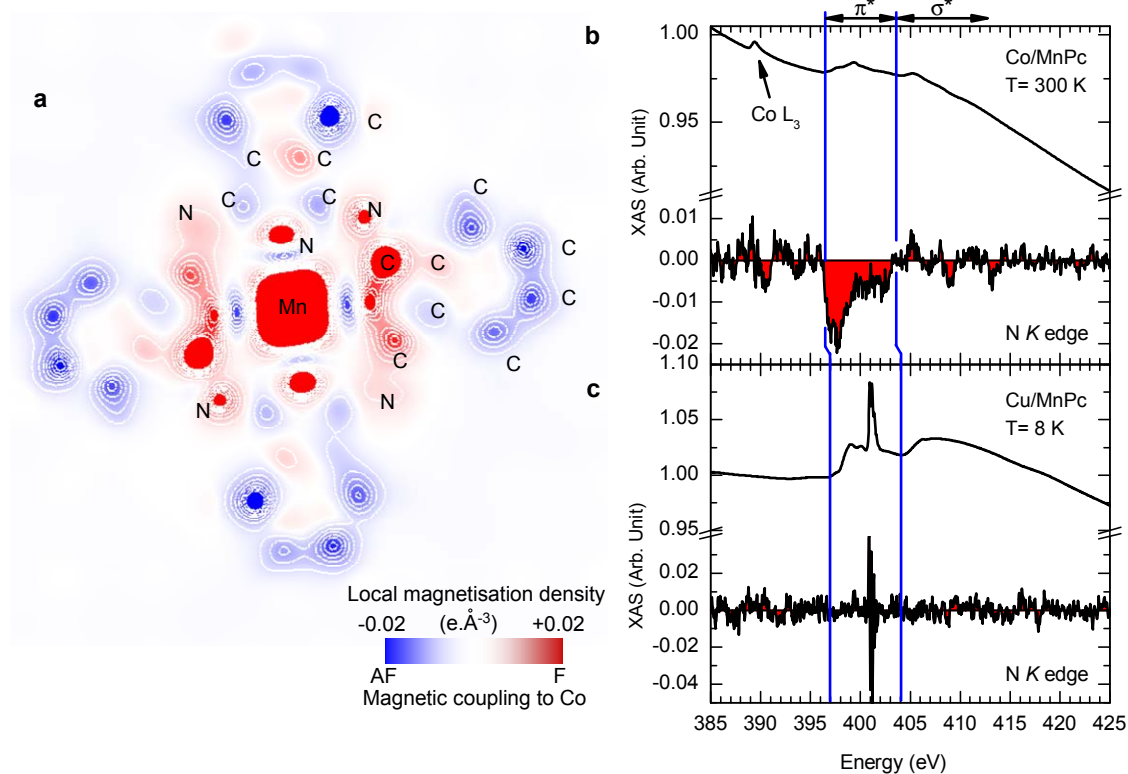 a
C
C
C
C
C
C
N
N
N
C
C
C
Mn
C
C
C
C
N
N
Local magnetisation density
-0.02 (e.Å-3) +0.02
AF F
Magnetic coupling to Co
b
π* σ*
1.00
0.95
0.01
0.00
-0.01
-0.02
XAS (Arb. Unit)
Co/MnPc
T= 300 K
Co L3
N K edge
c
1.10
1.05
1.00
0.95
0.02
0.00
-0.02
-0.04
XAS (Arb. Unit)
Cu/MnPc
T= 8 K
N K edge
385 390 395 400 405 410 415 420 425
Energy (eV)